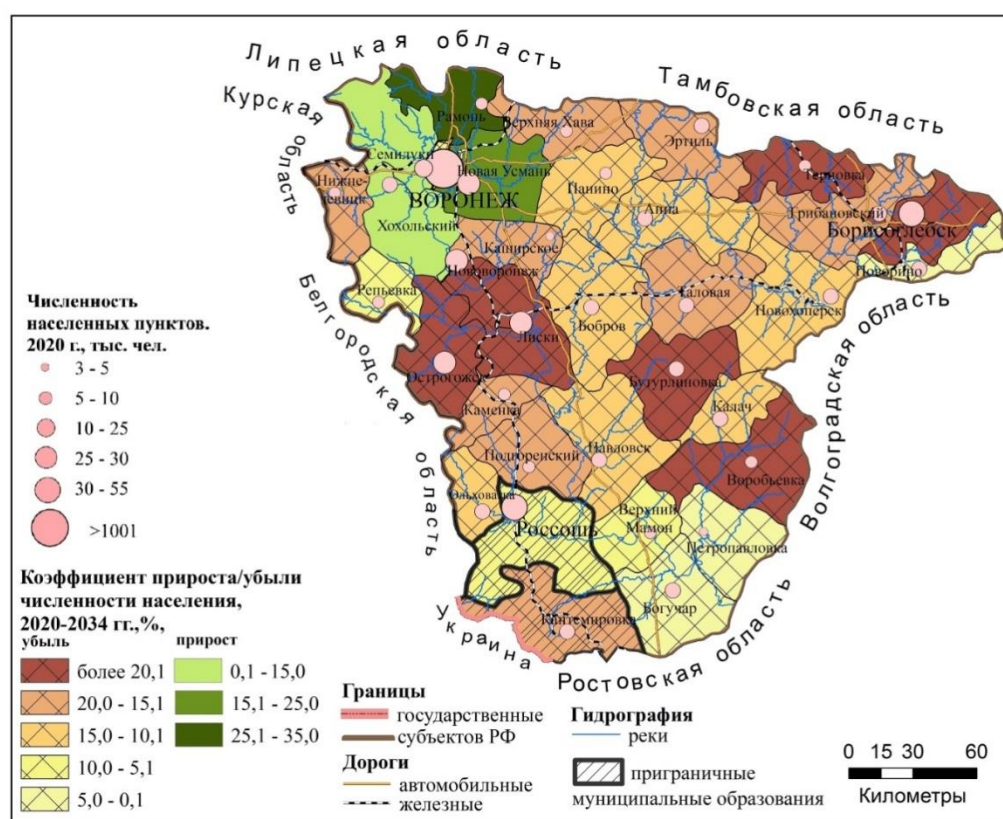 Липецкая область
Тамбовская область
Курская область
Белгородская область
Волгоградская область
Ростовская область
Украина
Рамонь
Верхняя Хава
Эртиль
Семилуки
Новая Усмань
ВОРОНЕЖ
Нижне-
девицк
Хохольский
Панино
Анна
Терновка
Грибановский
Борисоглебск
Поворино
Каширское
Нововоронеж
Репьевка
Таловая
Новохоперск
Бобров
Лиски
Острогожск
Бутурлиновка
Каменка
Калач
Павловск
Подгоренский
Воробьевка
Ольховатка
Россошь
Верхний
Мамон
Петропавловка
Богучар
Кантемировка
Численность
населенных пунктов.
2020 г., тыс. чел.
3 - 5
5 - 10
10 - 25
25 - 30
30 - 55
>1001
Коэффициент прироста/убыли
численности населения,
2020-2034 гг.,%,
убыль прирост
более 20,1 0,1 - 15,0
20,0 - 15,1 15,1 - 25,0
15,0 - 10,1 25,1 - 35,0
10,0 - 5,1
5,0 - 0,1
Границы
государственные
субъектов РФ
Дороги
автомобильные
железные
Гидрография
реки
приграничные
муниципальные образования
0 15 30 60
Километры